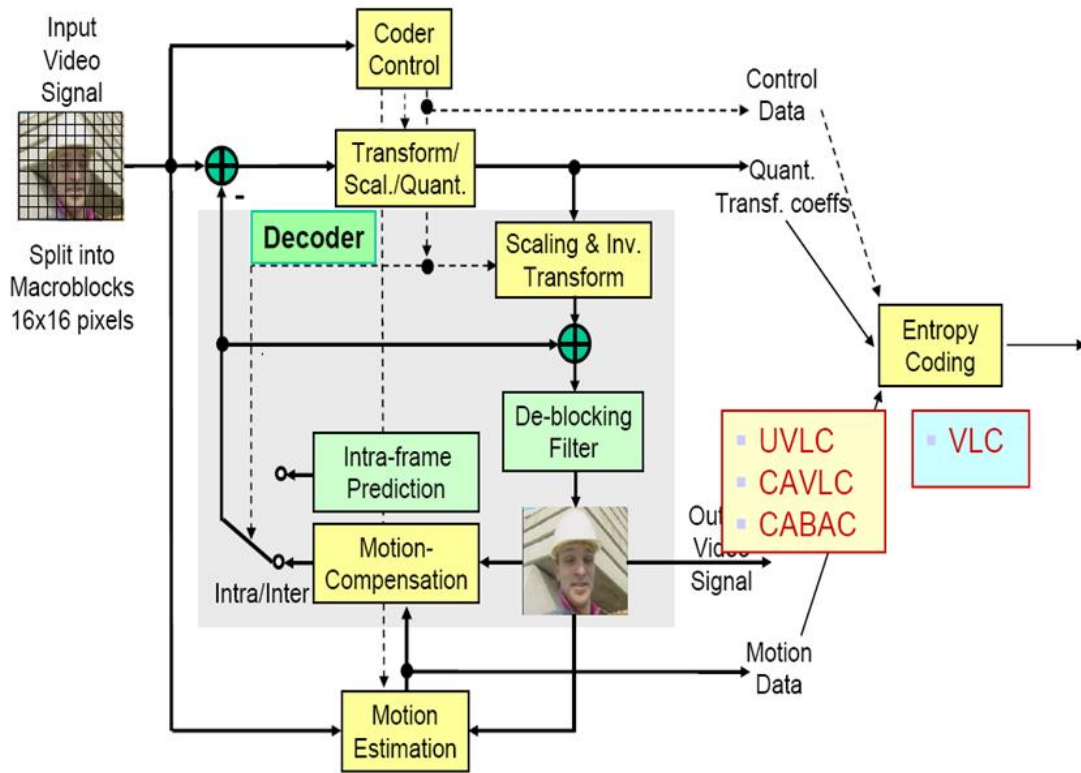 Input
Video
Signal
Coder
Control
Control
Data
Transform/
Scal./Quant.
Quant.
Transf. coeffs
-
Decoder
Scaling & Inv.
Transform
Split into
Macroblocks
16x16 pixels
Entropy
Coding
De-blocking
Filter
UVLC
CAVLC
CABAC
VLC
Intra-frame
Prediction
Motion-
Compensation
Intra/Inter
Video
Signal
Motion
Data
Motion
Estimation